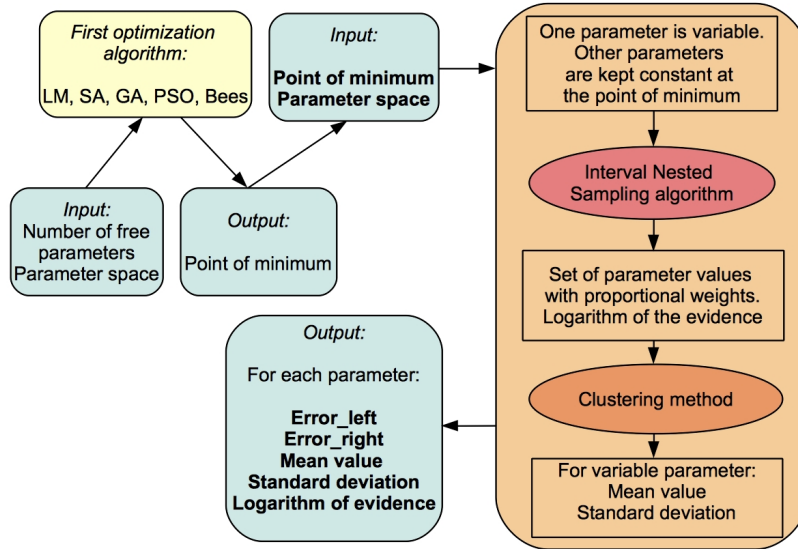 First optimization
algorithm:
LM, SA, GA, PSO, Bees
Input:
Number of free
parameters
Parameter space
Output:
Point of minimum
Input:
Point of minimum
Parameter space
One parameter is variable.
Other parameters
are kept constant at
the point of minimum
Interval Nested
Sampling algorithm
Set of parameter values
with proportional weights.
Logarithm of the evidence
Clustering method
For variable parameter:
Mean value
Standard deviation
Output:
For each parameter:
Error_left
Error_right
Mean value
Standard deviation
Logarithm of evidence